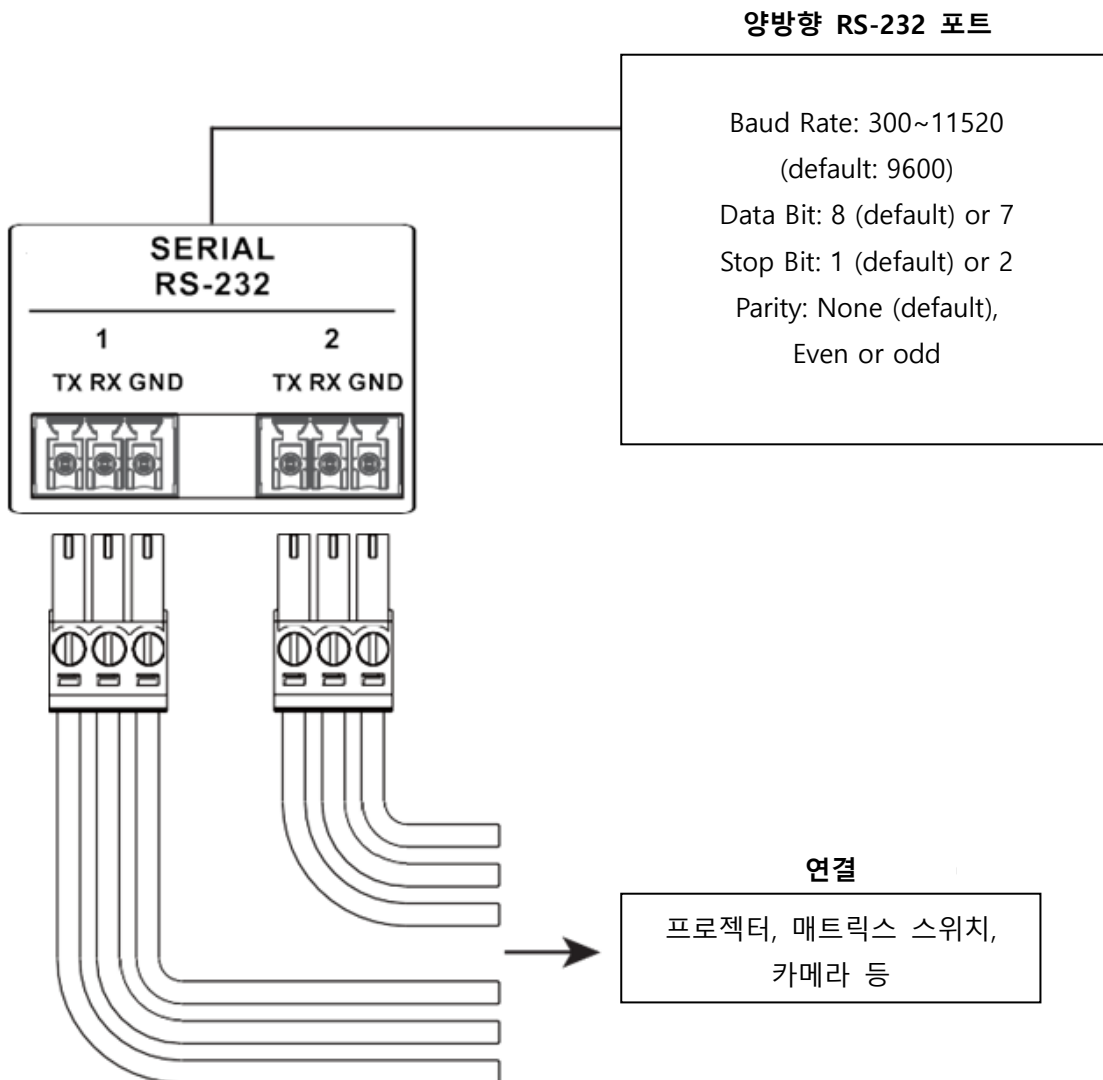 양방향 RS-232 포트
Baud Rate: 300~11520
(default: 9600)
Data Bit: 8 (default) or 7
Stop Bit: 1 (default) or 2
Parity: None (default),
Even or odd
SERIAL
RS-232
1 2
TX RX GND TX RX GND
연결
프로젝터, 매트릭스 스위치,
카메라 등